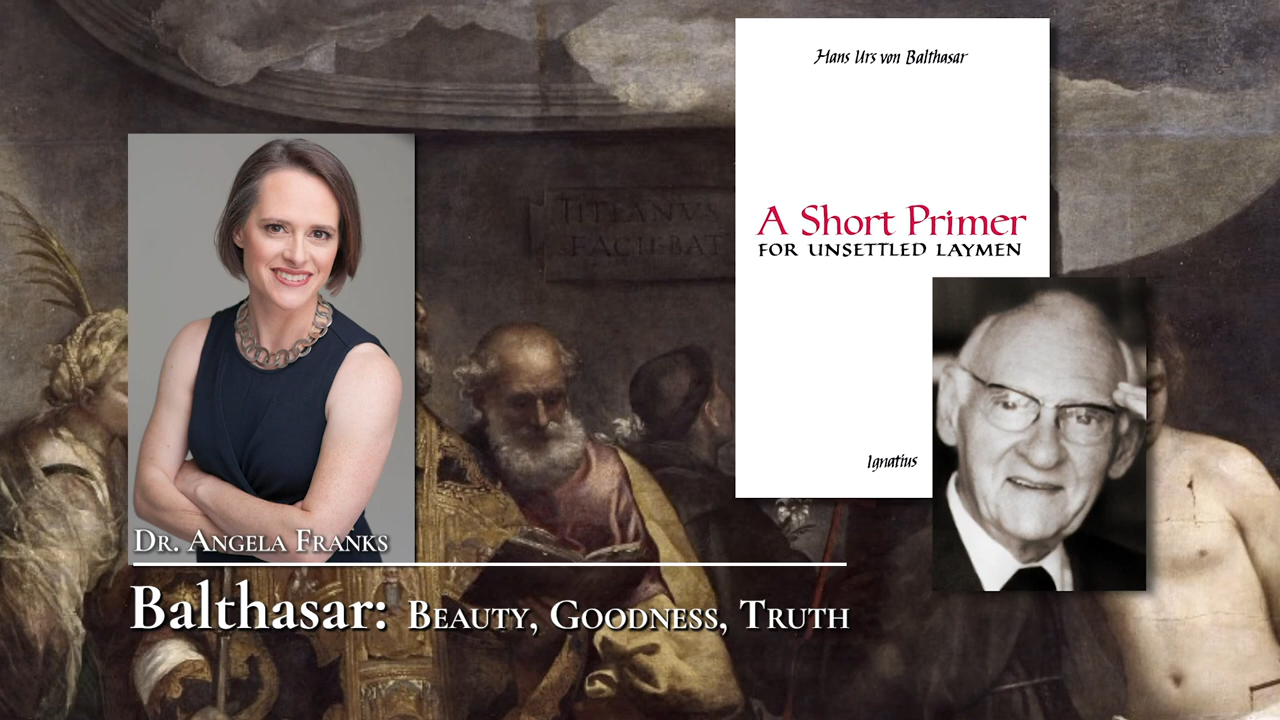 Hans Urs von Balthasar
TITIANVS
FACIEBAT
A Short Primer
FOR UNSETTLED LAYMEN
Ignatius
DR. ANGELA FRANKS
Balthasar: BEAUTY, GOODNESS, TRUTH